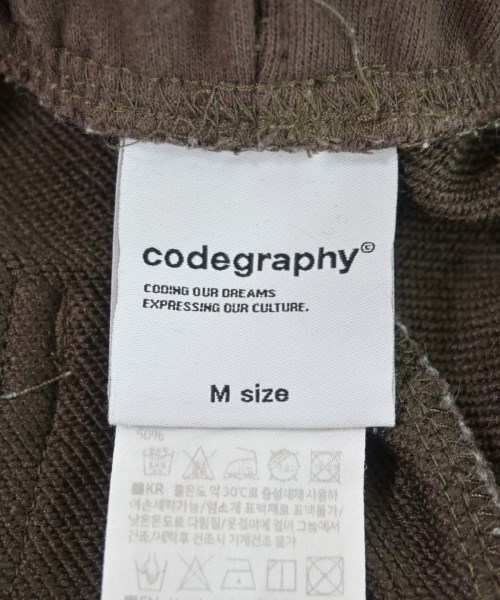 codegraphy©
CODING OUR DREAMS
EXPRESSING OUR CULTURE.
M size
50%
KR 물온도 약 30℃로 중성세제 사용하
여 손세탁가능/염소계 표백제로 표백불가/
낮은온도로 다림질/옷걸이에 걸어 그늘에서
건조/세탁후 건조시 기계건조 불가